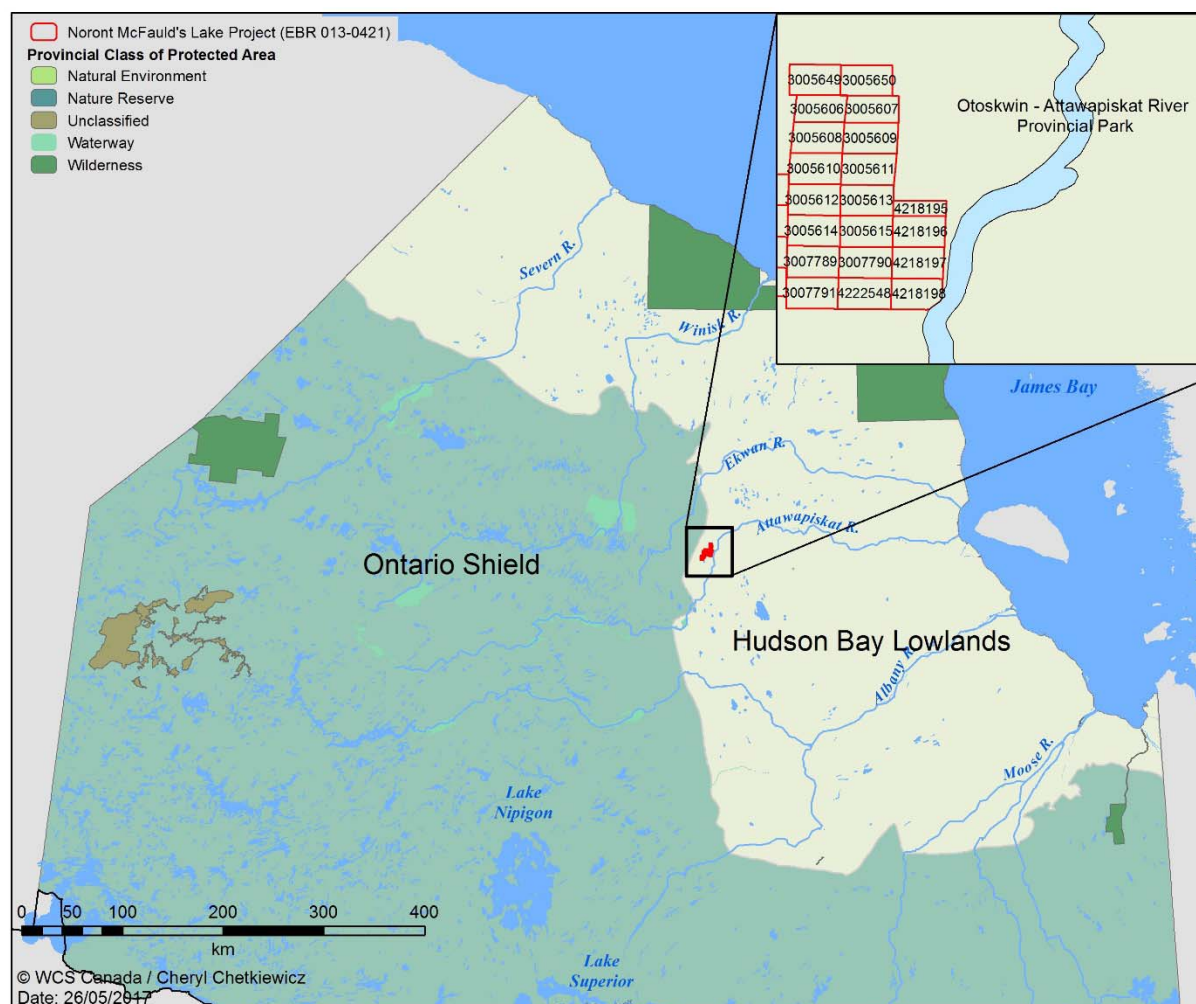 Noront McFauld's Lake Project (EBR 013-0421)
Provincial Class of Protected Area
Natural Environment
Nature Reserve
Unclassified
Waterway
Wilderness
3005649 3005650
3005606 3005607
3005608 3005609
3005610 3005611
3005612 3005613
4218195
3005614 3005615 4218196
3007789 3007790 4218197
3007791 4222548 4218198
Otoskwin - Attawapiskat River
Provincial Park
Severn R.
Winisk R.
James Bay
Ekwan R.
Attawapiskat R.
Ontario Shield
Hudson Bay Lowlands
Albany R.
Moose R.
Lake
Nipigon
0 50 100 200 300 400
km
Lake
Superior
© WCS Canada / Cheryl Chetkiewicz
Date: 26/05/2017